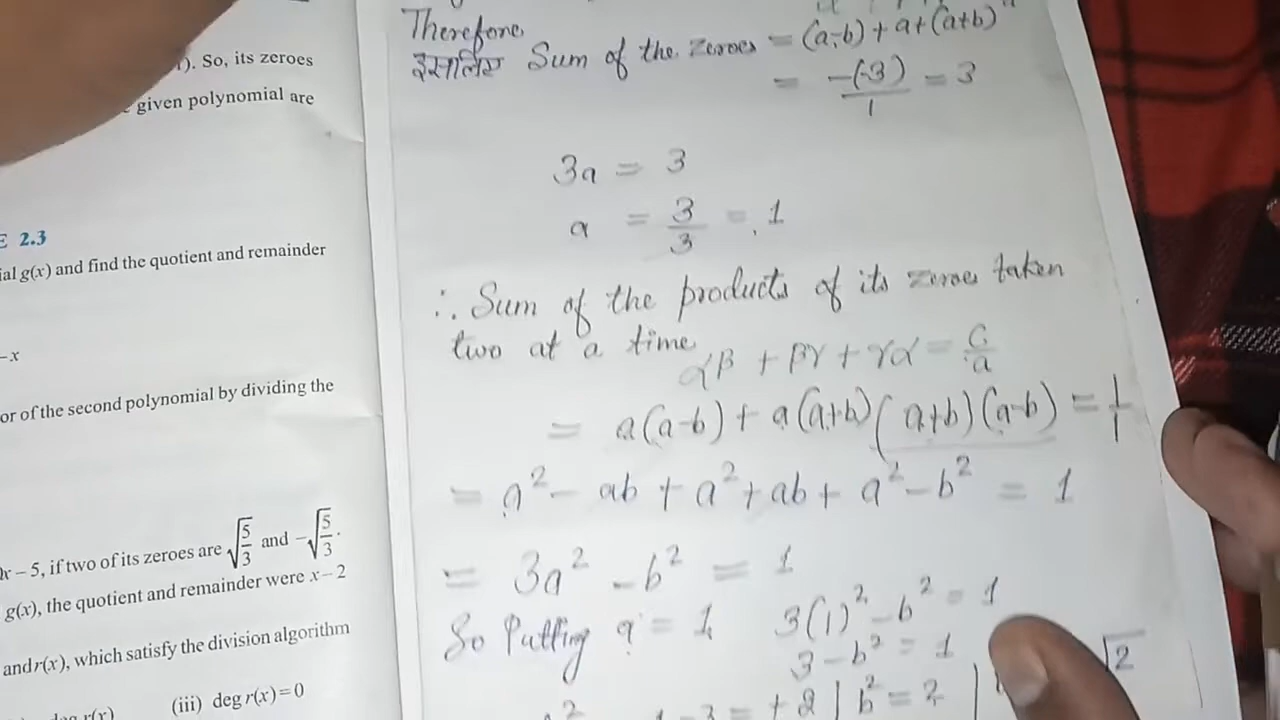 ). So, its zeroes
given polynomial are
2.3
g(x) and find the quotient and remainder
–x
or of the second polynomial by dividing the
x – 5, if two of its zeroes are √(5/3) and –√(5/3).
g(x), the quotient and remainder were x – 2
and r(x), which satisfy the division algorithm
(iii) deg r(x) = 0
Therefore
इसलिए Sum of the zeroes = (a-b) + a + (a+b)
= -(-3)/1 = 3
3a = 3
a = 3/3 = 1
∴ Sum of the products of its zeroes taken
two at a time
αβ + βγ + γα = c/a
= a(a-b) + a(a+b) (a+b)(a-b) = 1/1
= a² - ab + a² + ab + a² - b² = 1
= 3a² - b² = 1
So Putting a = 1 3(1)² - b² = 1
3 - b² = 1
b² = 2
√2